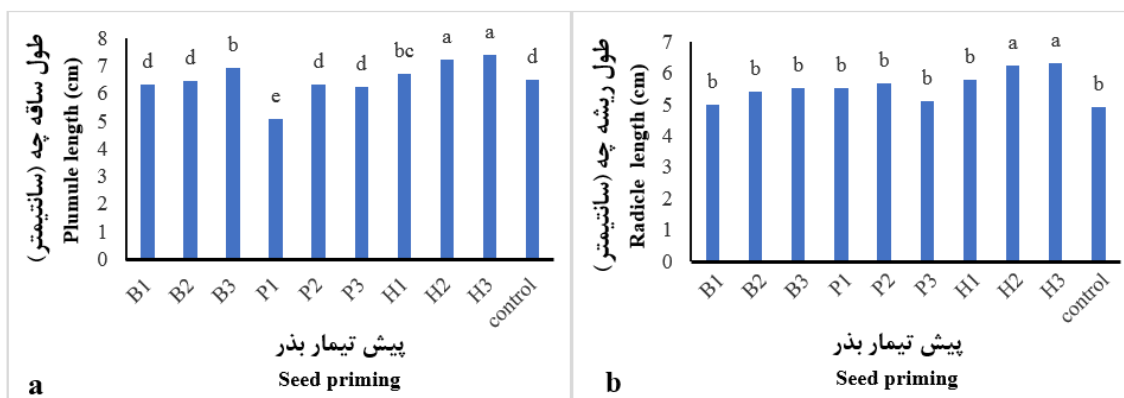 طول ساقه چه (سانتیمتر)
Plumule length (cm)
8
7
6
5
4
3
2
1
0
d
d
b
e
d
d
bc
a
a
d
B1
B2
B3
P1
P2
P3
H1
H2
H3
control
پیش تیمار بذر
Seed priming
a
طول ریشه چه (سانتیمتر)
Radicle length (cm)
7
6
5
4
3
2
1
0
b
b
b
b
b
b
b
a
a
b
B1
B2
B3
P1
P2
P3
H1
H2
H3
control
پیش تیمار بذر
Seed priming
b